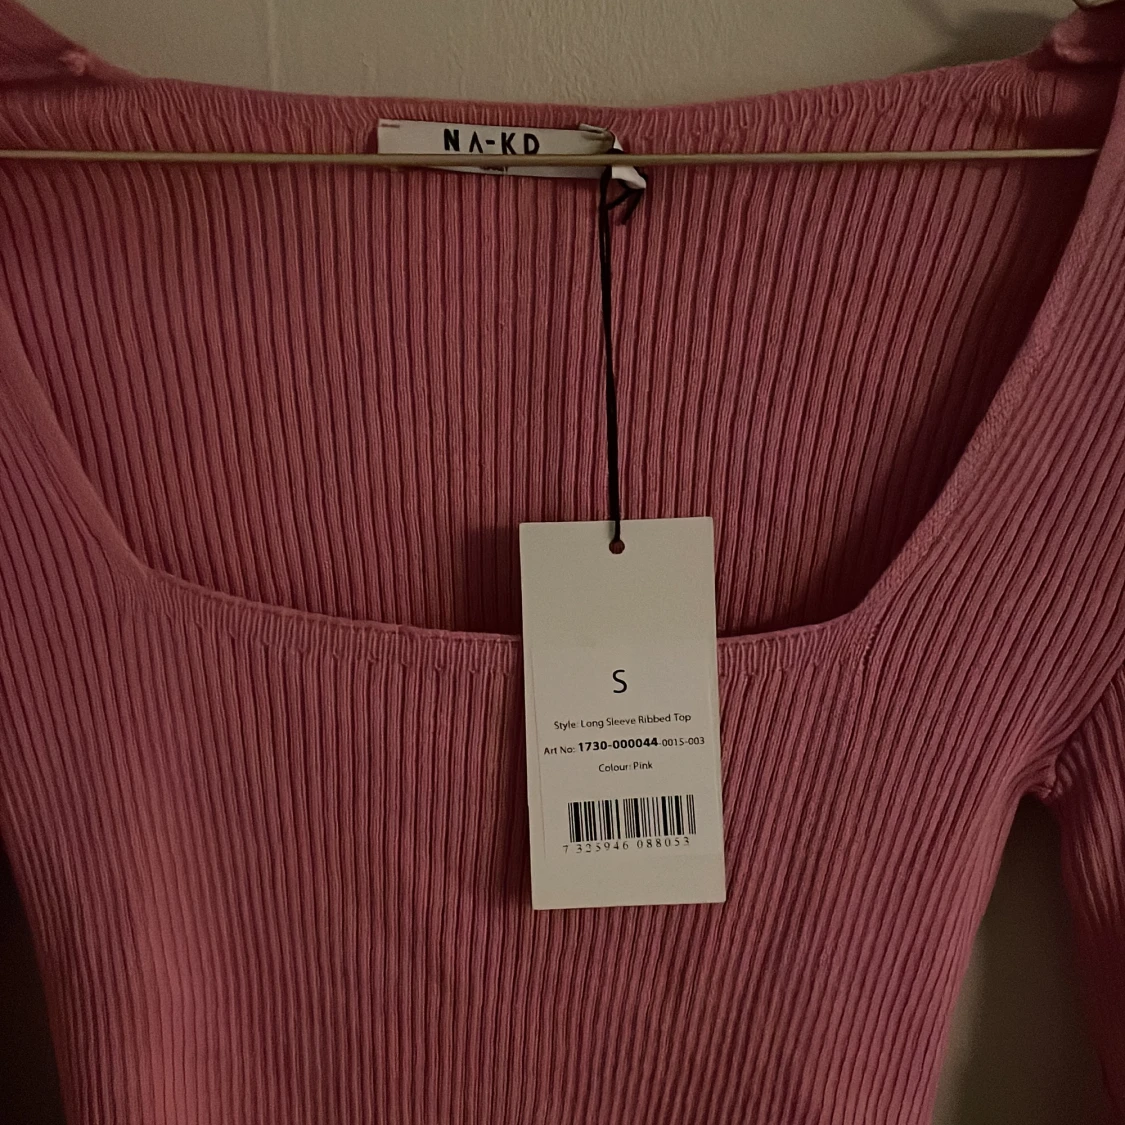 NA-KD
S
Style: Long Sleeve Ribbed Top
Art No: 1730-000044-0015-003
Colour: Pink
7 325946 088053